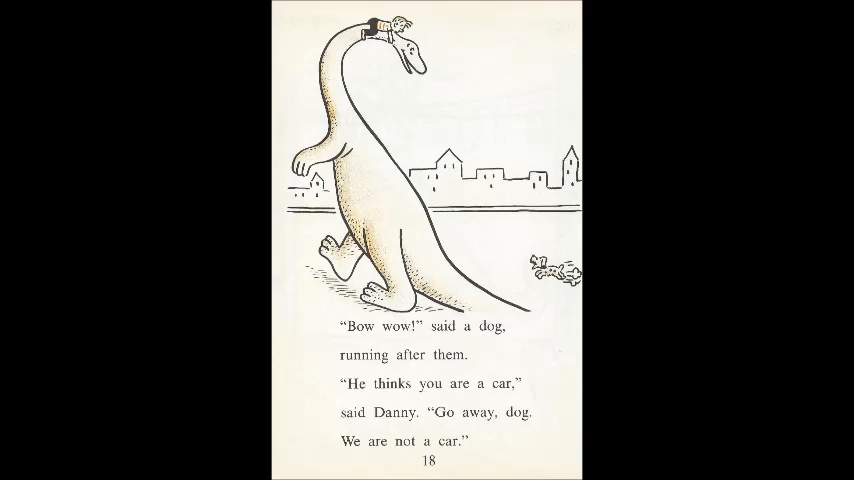 “Bow wow!” said a dog,
running after them.
“He thinks you are a car,”
said Danny. “Go away, dog.
We are not a car.”
18